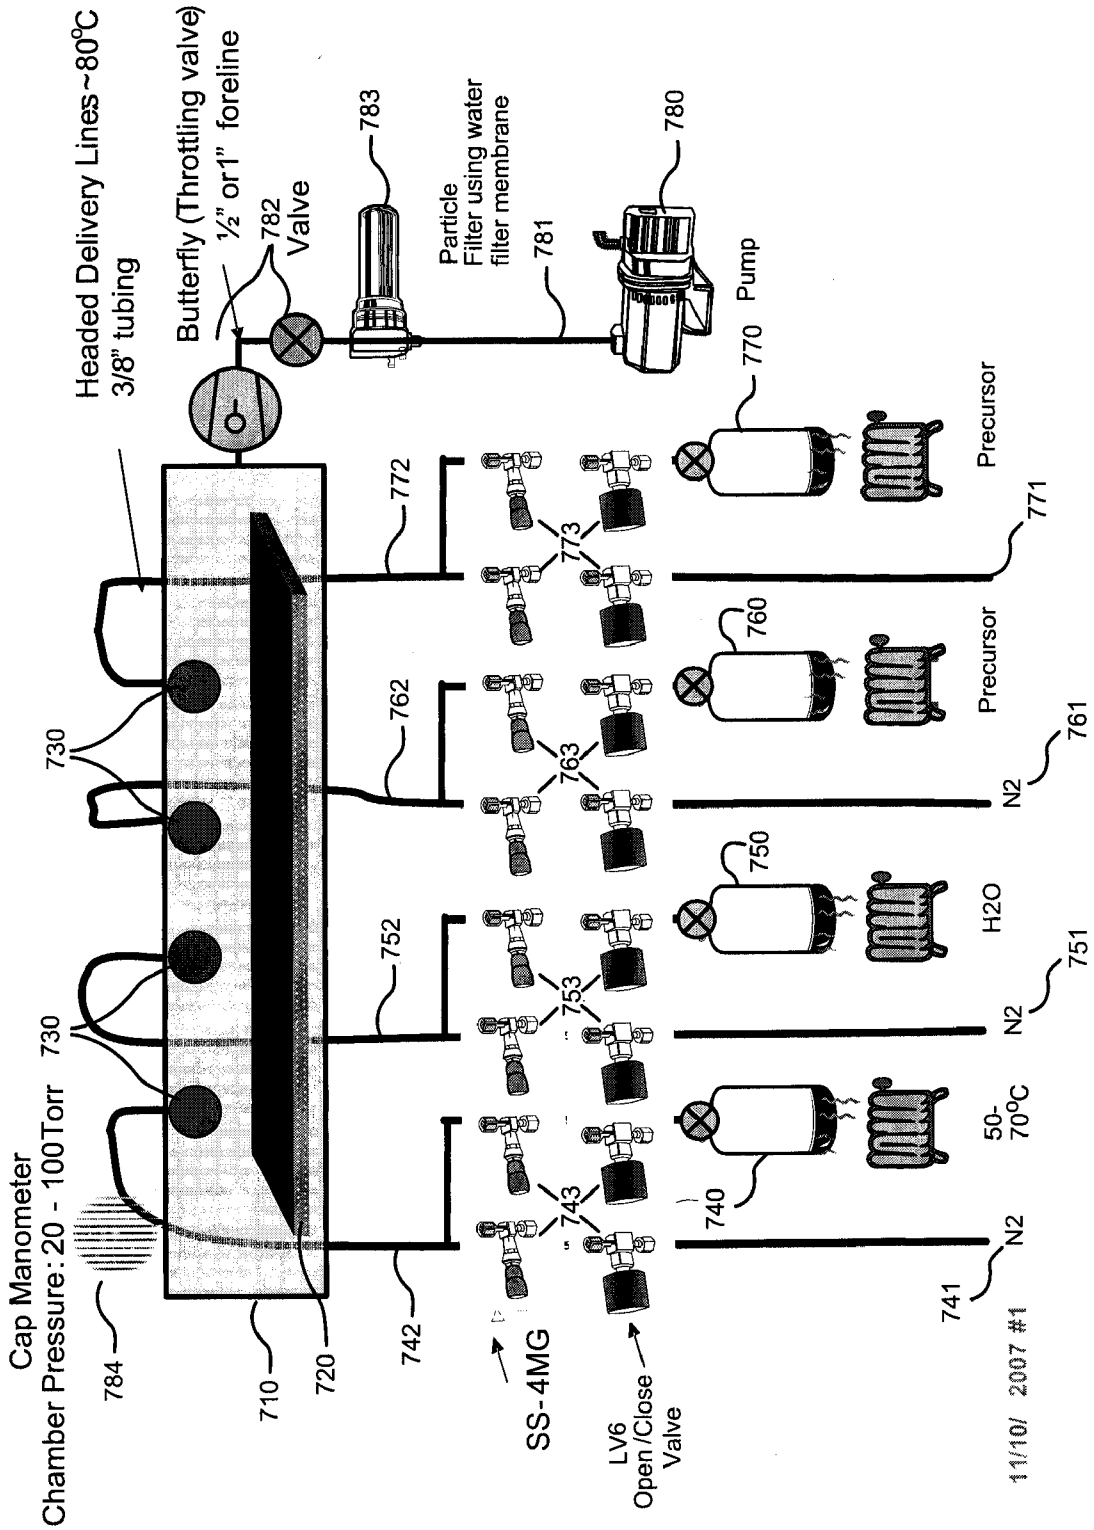 Cap Manometer
Chamber Pressure: 20 - 100Torr
Headed Delivery Lines~80°C
3/8" tubing
Butterfly (Throttling valve)
½" or1" foreline
782
Valve
784
730
730
710
720
783
Particle
Filter using water
filter membrane
781
780
Pump
742
752
762
772
SS-4MG
743
753
763
773
LV6
Open/Close
Valve
740
750
760
770
741
N2
50-
70°C
751
N2
H2O
761
N2
Precursor
771
Precursor
11/10/ 2007 #1